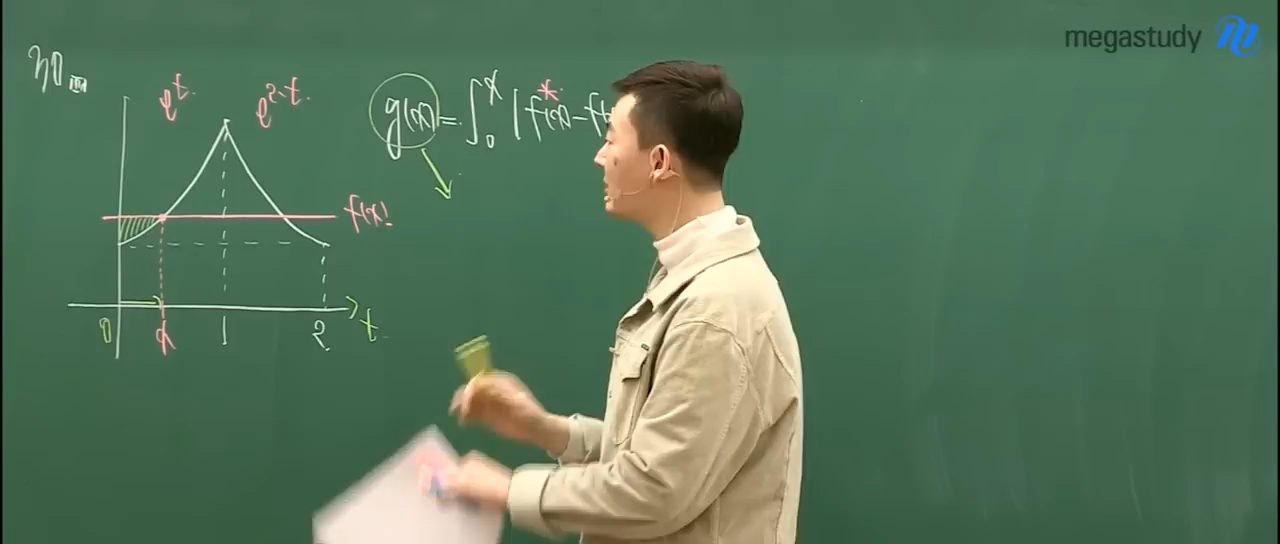 megastudy
e^t
e^{2-t}
g(x) = ∫_0^x | f(x) - f(
f(x)
0 x 1 2 t